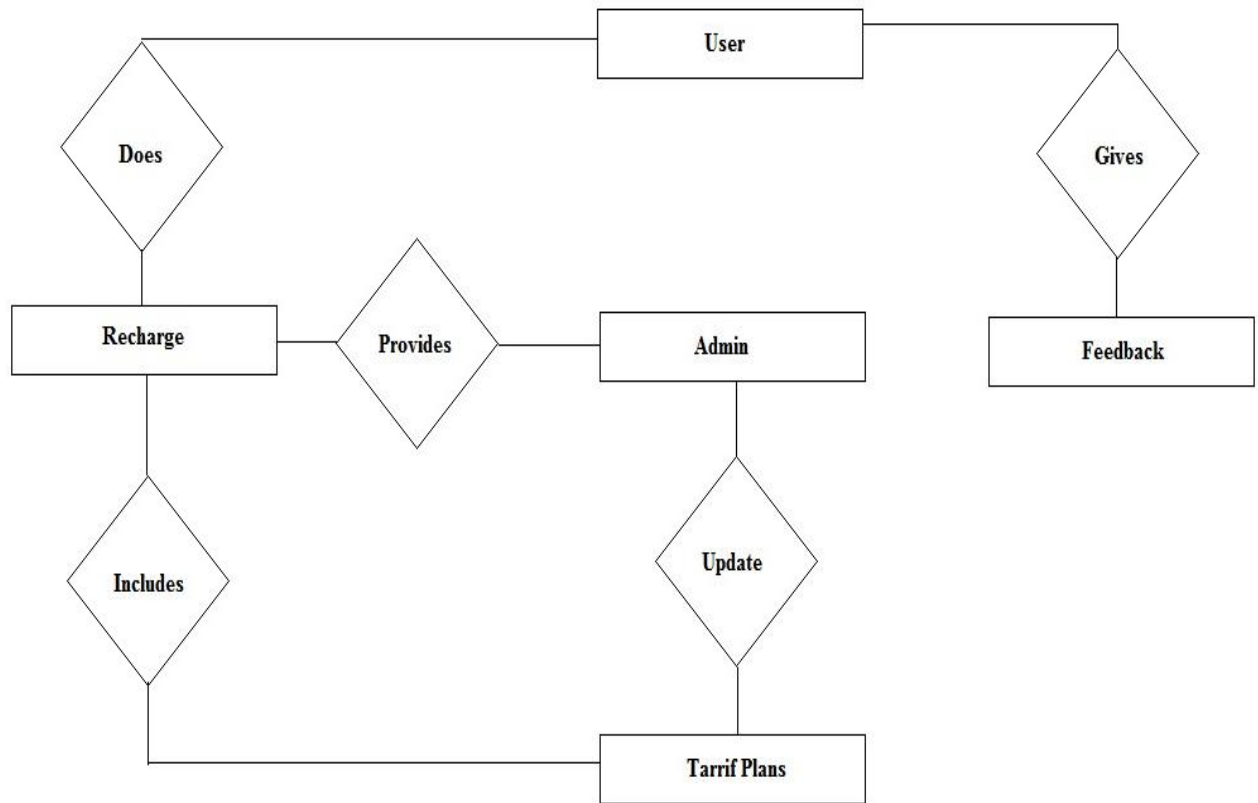 User
Does
Gives
Recharge
Provides
Admin
Feedback
Includes
Update
Tarrif Plans